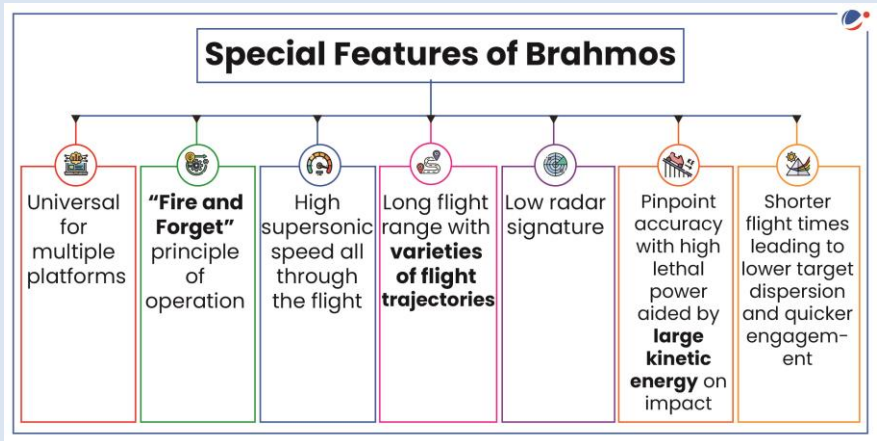 Special Features of Brahmos
Universal
for
multiple
platforms
“Fire and
Forget”
principle
of
operation
High
supersonic
speed all
through
the flight
Long flight
range with
varieties
of flight
trajectories
Low radar
signature
Pinpoint
accuracy
with high
lethal
power
aided by
large
kinetic
energy on
impact
Shorter
flight times
leading to
lower target
dispersion
and quicker
engagem-
ent